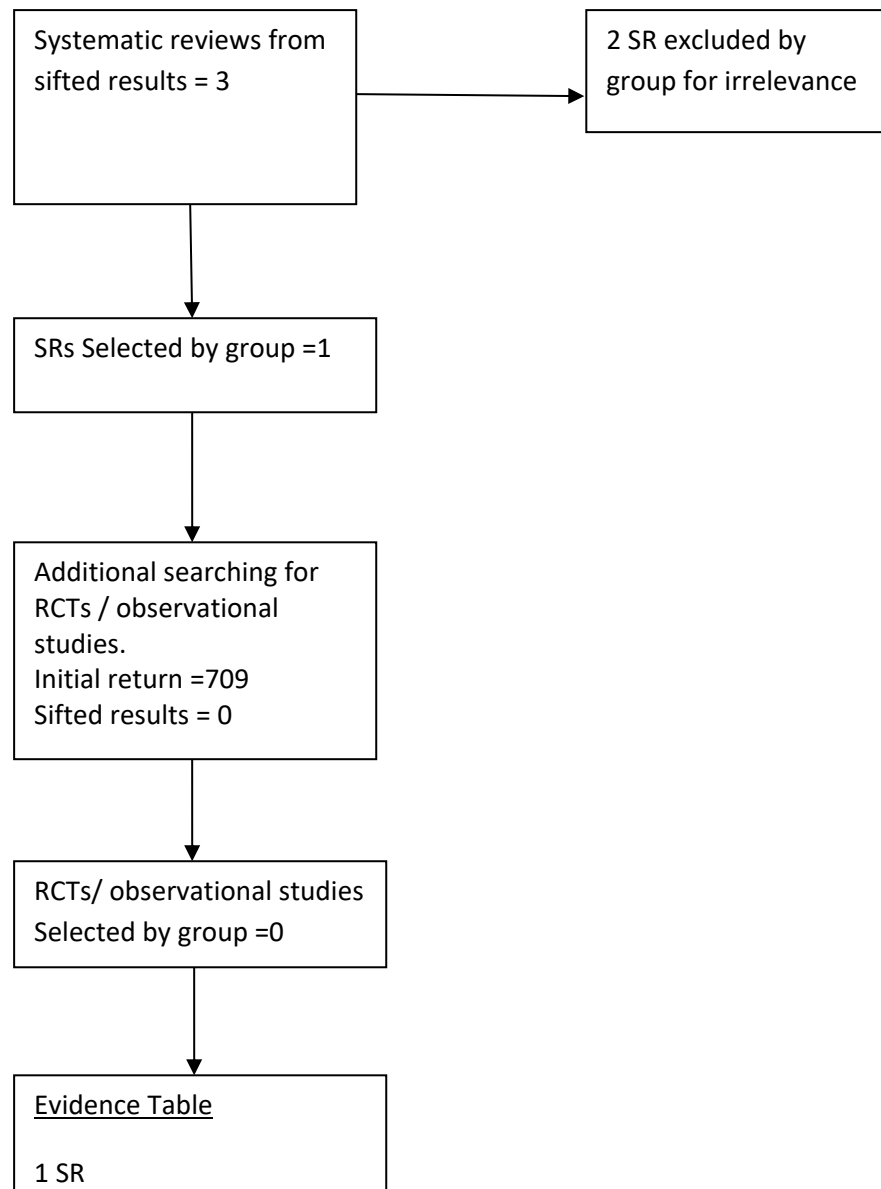 Systematic reviews from
sifted results = 3
2 SR excluded by
group for irrelevance
SRs Selected by group =1
Additional searching for
RCTs / observational
studies.
Initial return =709
Sifted results = 0
RCTs/ observational studies
Selected by group =0
Evidence Table
1 SR